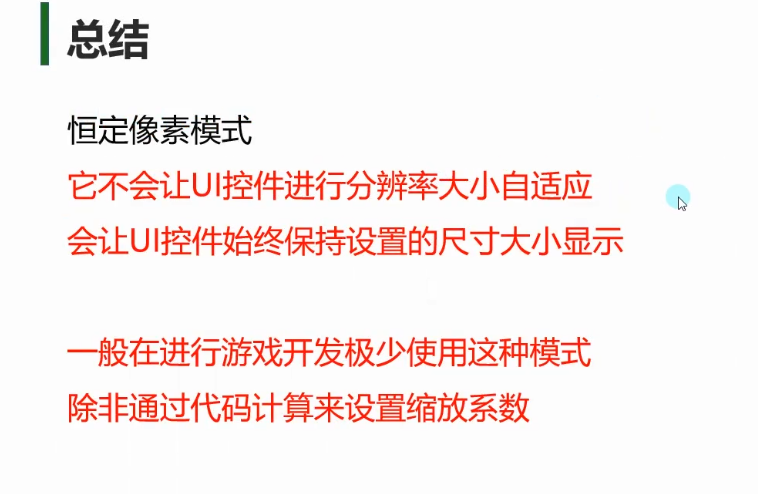 总结
恒定像素模式
它不会让UI控件进行分辨率大小自适应
会让UI控件始终保持设置的尺寸大小显示
一般在进行游戏开发极少使用这种模式
除非通过代码计算来设置缩放系数